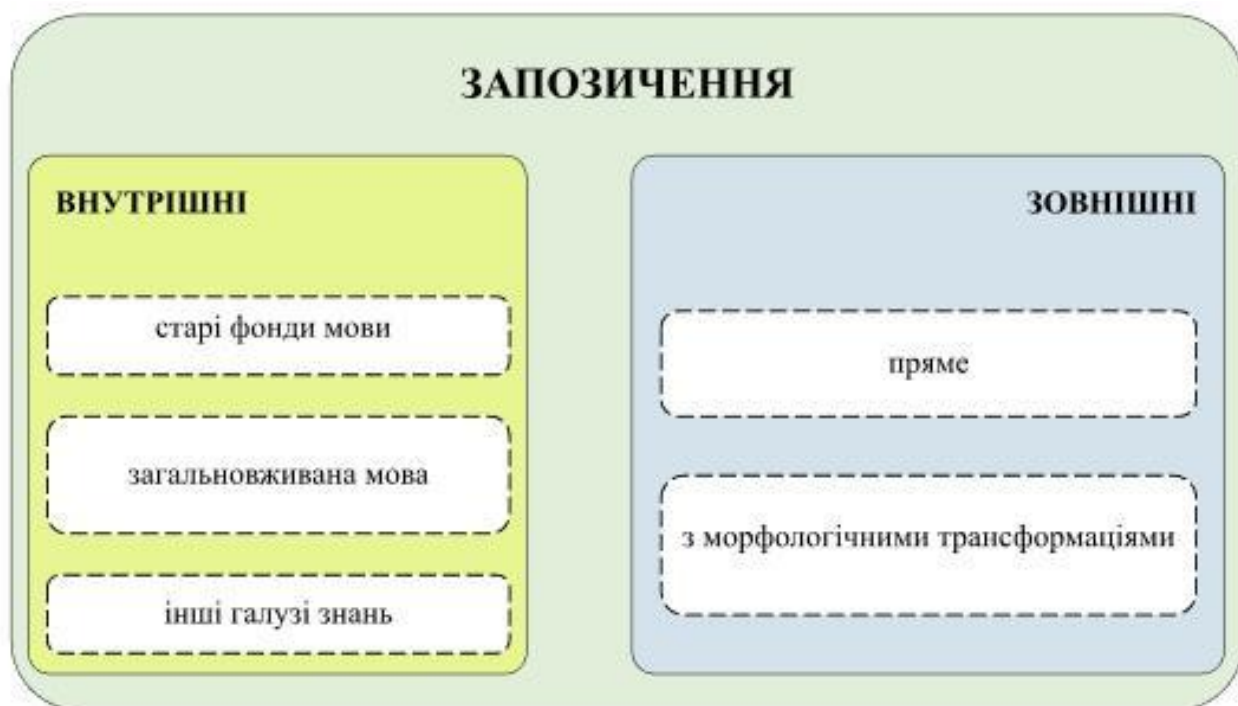 ЗАПОЗИЧЕННЯ
ВНУТРІШНІ
старі фонди мови
загальновживана мова
інші галузі знань
ЗОВНІШНІ
пряме
з морфологічними трансформаціями